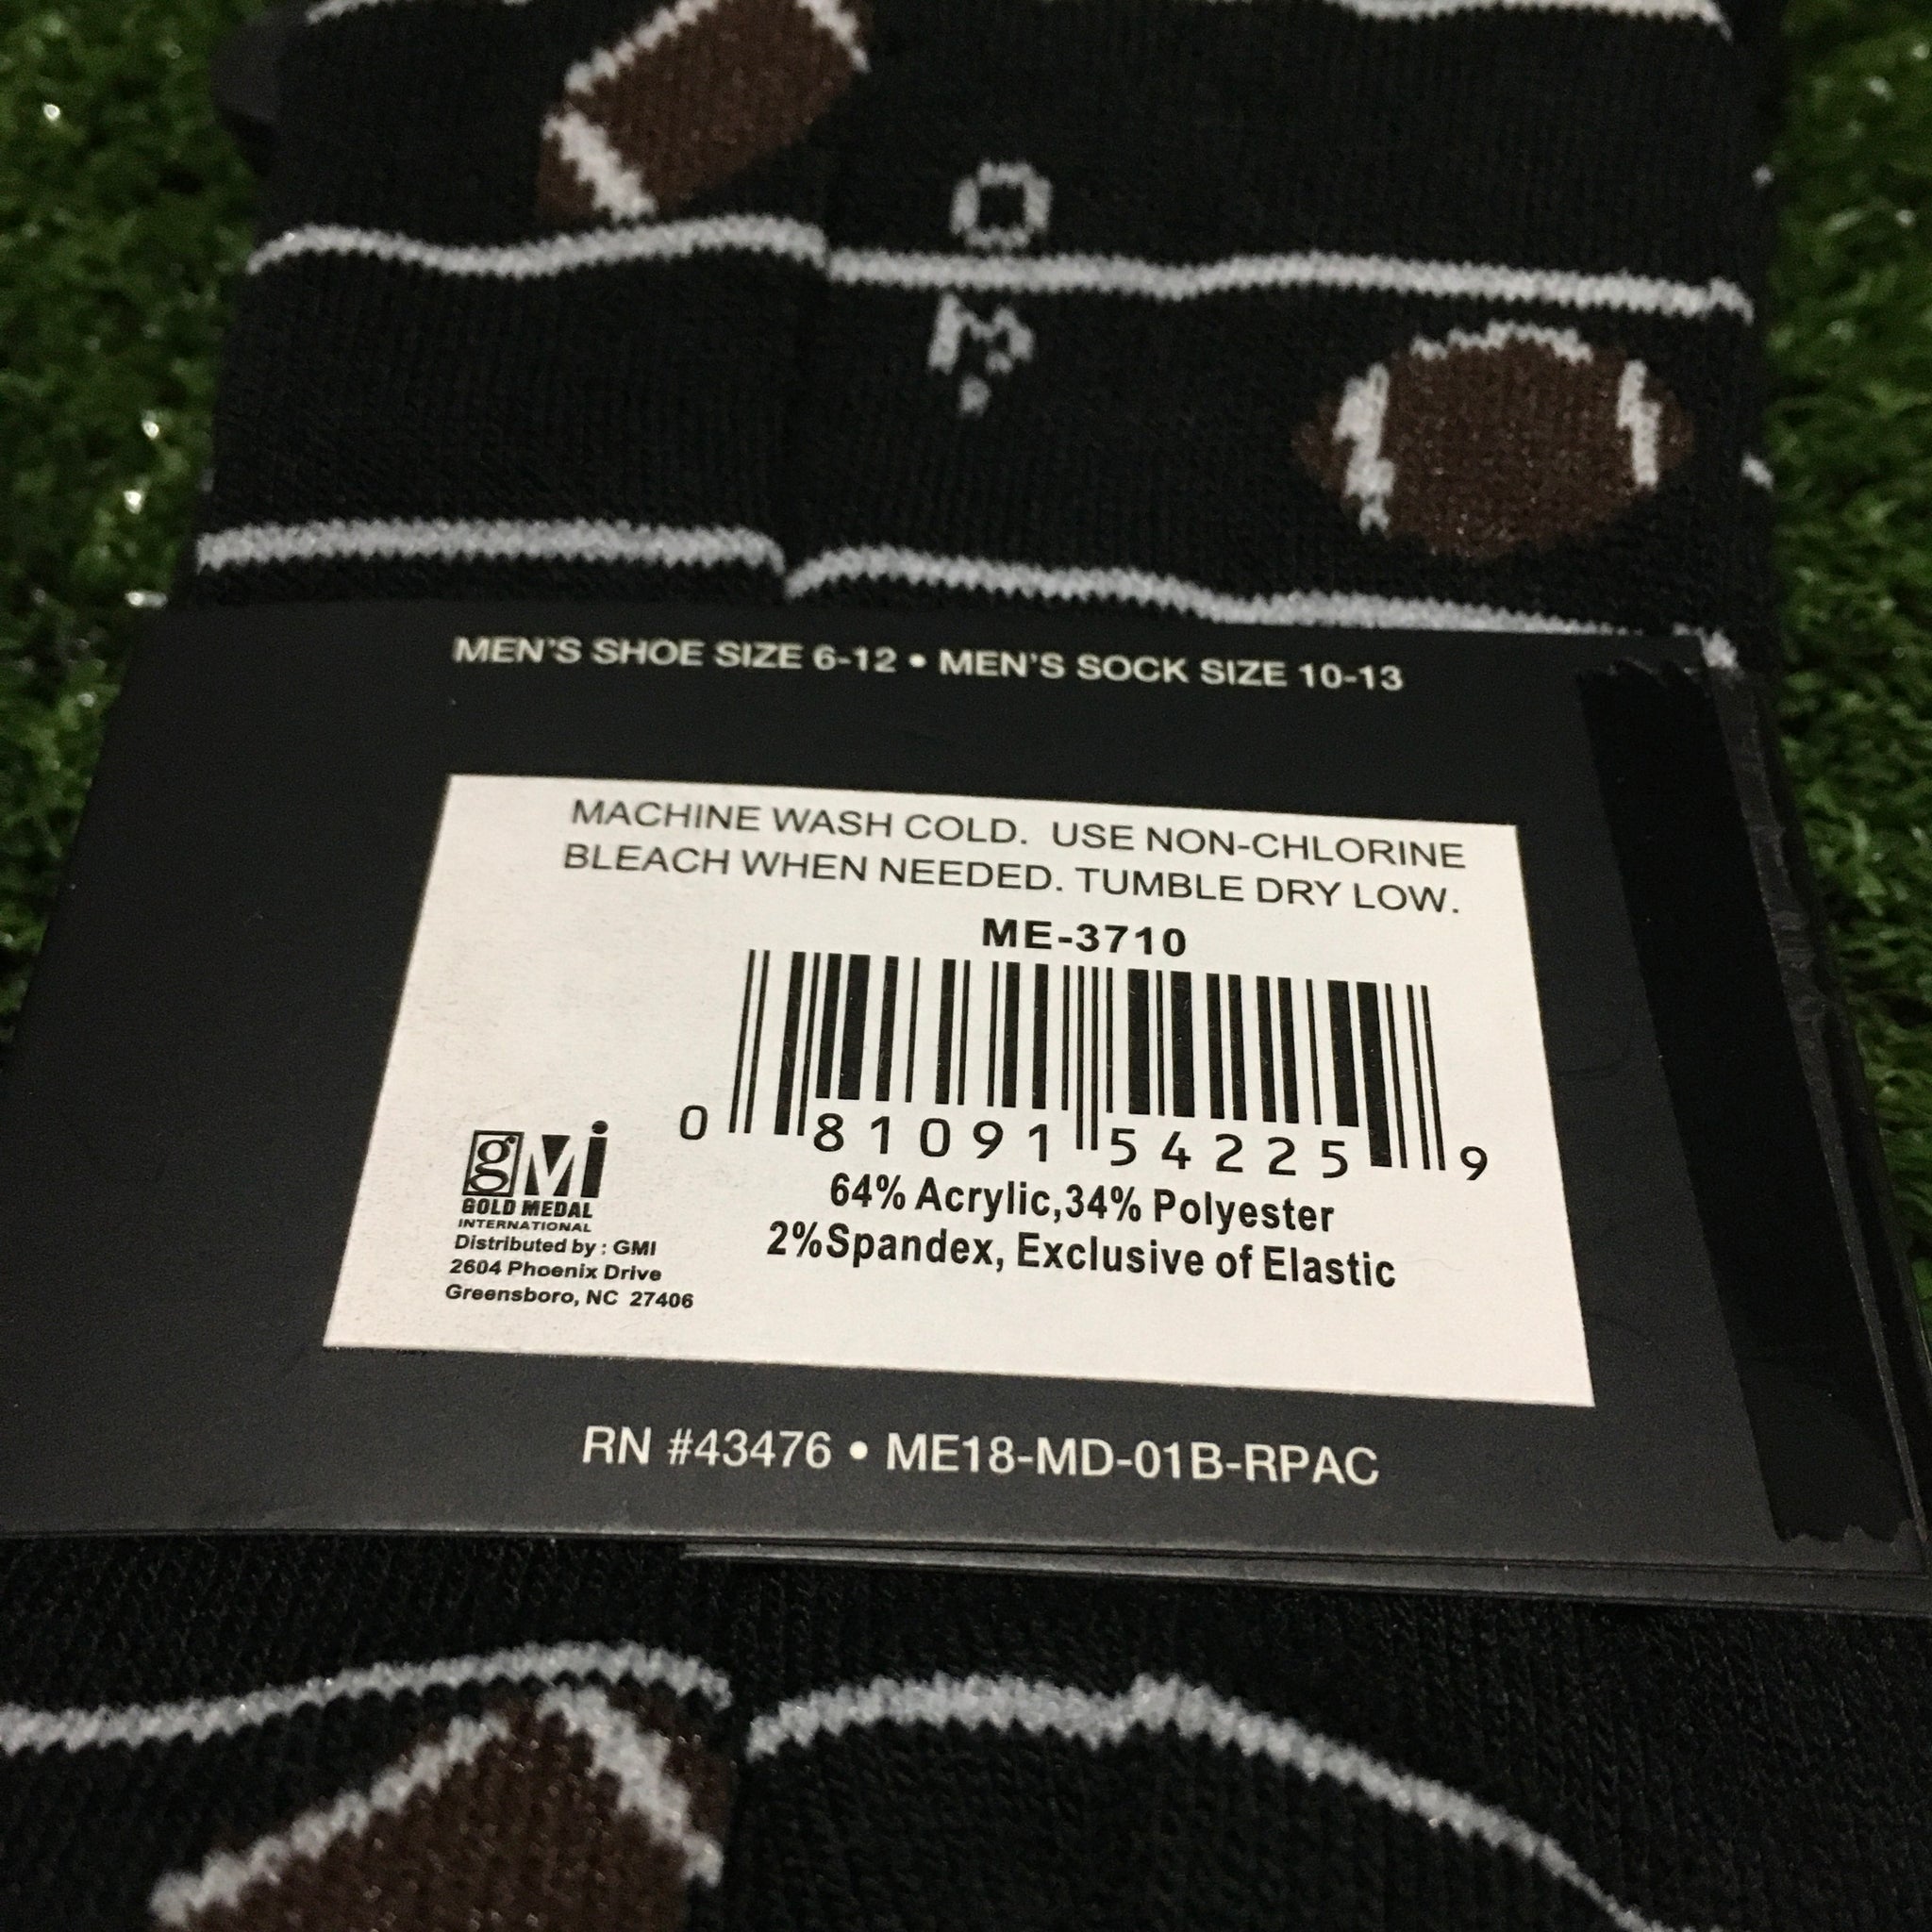 MEN'S SHOE SIZE 6-12 • MEN'S SOCK SIZE 10-13
MACHINE WASH COLD. USE NON-CHLORINE
BLEACH WHEN NEEDED. TUMBLE DRY LOW.
ME-3710
0 81091 54225 9
64% Acrylic,34% Polyester
2%Spandex, Exclusive of Elastic
gMi
GOLD MEDAL
INTERNATIONAL
Distributed by : GMI
2604 Phoenix Drive
Greensboro, NC 27406
RN #43476 • ME18-MD-01B-RPAC